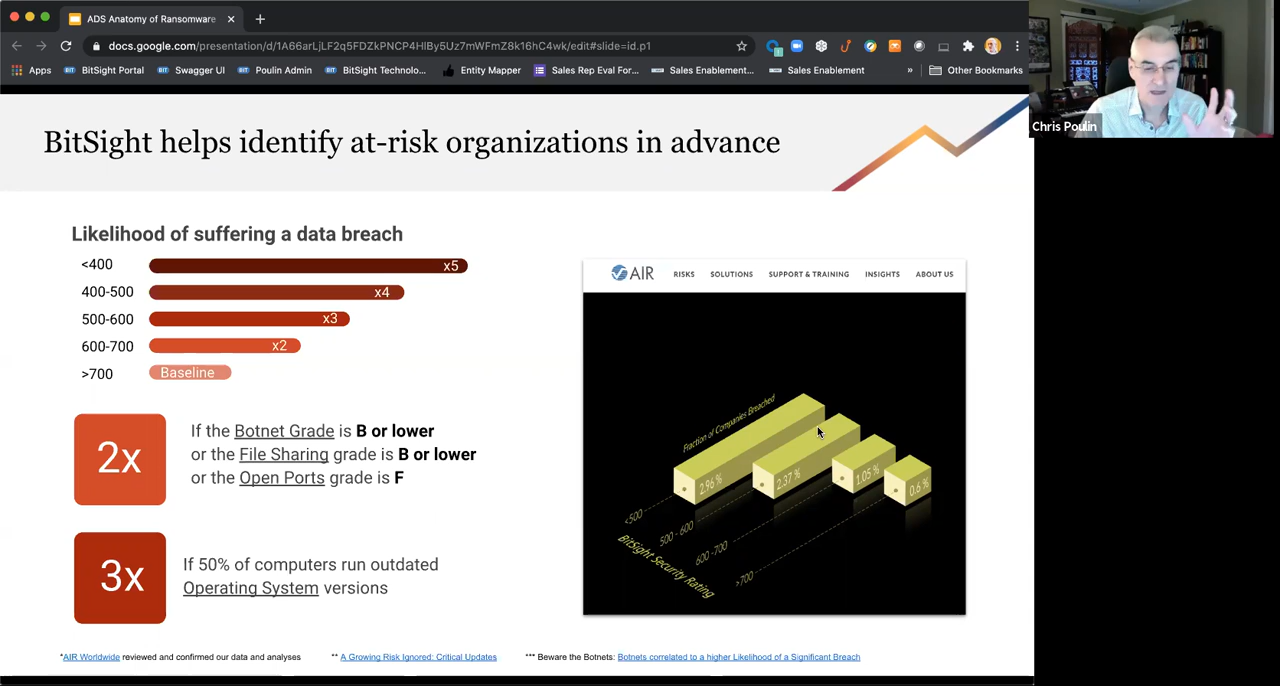 ADS Anatomy of Ransomware
docs.google.com/presentation/d/1A66arLjLF2q5FDZkPNCP4HIBy5Uz7mWFmZ8k16hC4wk/edit#slide=id.p1
Apps BitSight Portal Swagger UI Poulin Admin BitSight Technolo... Entity Mapper Sales Rep Eval For... Sales Enablement... Sales Enablement » Other Bookmarks
Chris Poulin
BitSight helps identify at-risk organizations in advance
Likelihood of suffering a data breach
<400 x5
400-500 x4
500-600 x3
600-700 x2
>700 Baseline
2x
If the Botnet Grade is B or lower
or the File Sharing grade is B or lower
or the Open Ports grade is F
3x
If 50% of computers run outdated
Operating System versions
AIR RISKS SOLUTIONS SUPPORT & TRAINING INSIGHTS ABOUT US
Fraction of Companies Breached
2.96 % 2.37 % 1.05 % 0.6 %
<500
500 - 600
600 -700
>700
BitSight Security Rating
*AIR Worldwide reviewed and confirmed our data and analyses
** A Growing Risk Ignored: Critical Updates
*** Beware the Botnets: Botnets correlated to a higher Likelihood of a Significant Breach